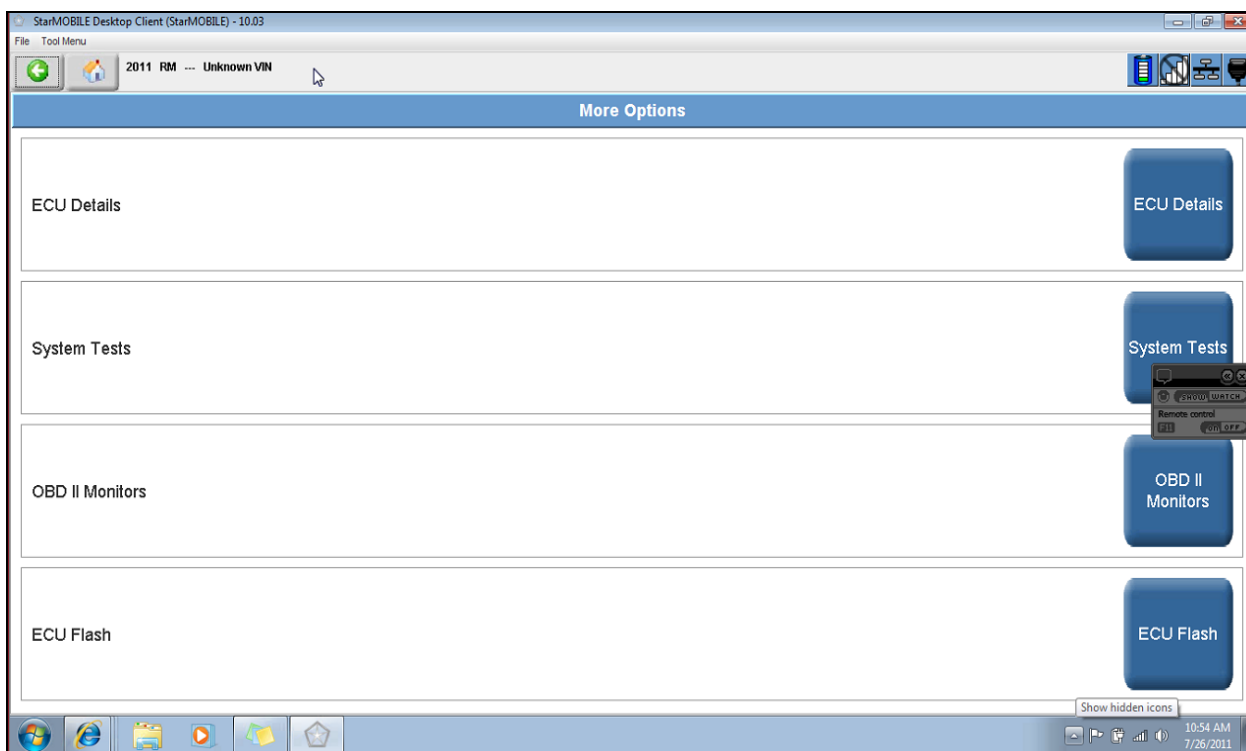 StarMOBILE Desktop Client (StarMOBILE) - 10.03
File Tool Menu
2011 RM --- Unknown VIN
More Options
ECU Details
ECU Details
System Tests
System Tests
SHOW WATCH
Remote control
F11 On OFF
OBD II Monitors
OBD II
Monitors
ECU Flash
ECU Flash
Show hidden icons
10:54 AM
7/26/2011